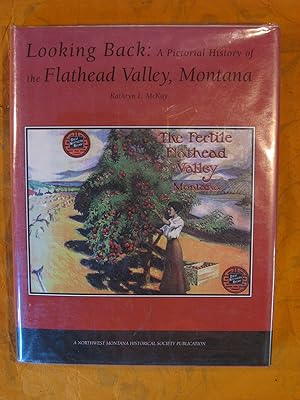 Looking Back: A Pictorial History of
the Flathead Valley, Montana
Kathryn L. McKay
The Fertile
Flathead
Valley
Montana
A NORTHWEST MONTANA HISTORICAL SOCIETY PUBLICATION